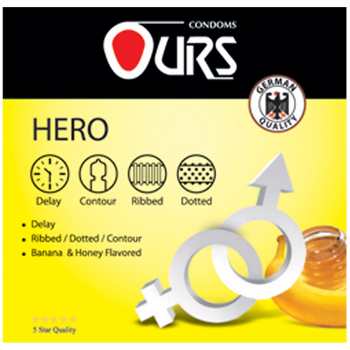 CONDOMS
OURS
GERMAN
QUALITY
HERO
Delay
Contour
Ribbed
Dotted
• Delay
• Ribbed / Dotted / Contour
• Banana & Honey Flavored
5 Star Quality